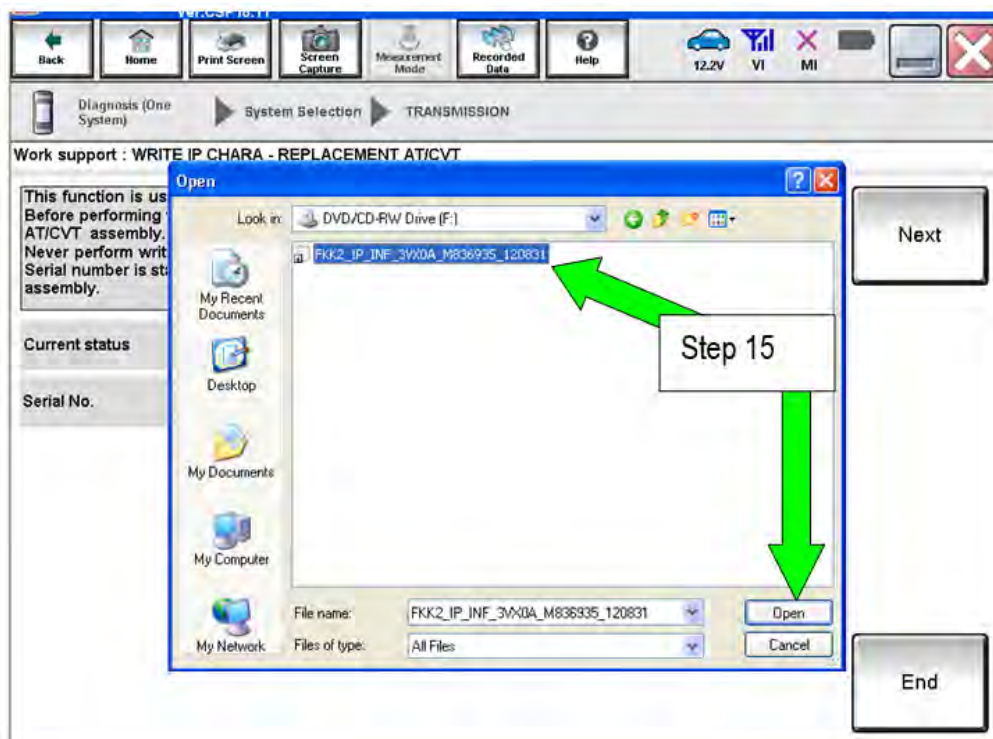 Ver.CSP16.11
Back
Home
Print Screen
Screen
Capture
Measurement
Mode
Recorded
Data
Help
12.2V
VI
MI
Diagnosis (One
System)
System Selection
TRANSMISSION
Work support : WRITE IP CHARA - REPLACEMENT AT/CVT
This function is us
Before performing
AT/CVT assembly.
Never perform writ
Serial number is sta
assembly.
Current status
Serial No.
Open
Look in:
DVD/CD-RW Drive (F:)
FKK2_IP_INF_3VX0A_M836935_120831
My Recent
Documents
Desktop
My Documents
My Computer
My Network
Step 15
File name:
FKK2_IP_INF_3VX0A_M836935_120831
Open
Files of type:
All Files
Cancel
Next
End